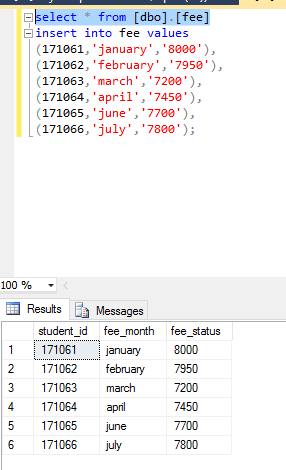 select * from [dbo].[fee]
insert into fee values
(171061,'january','8000'),
(171062,'february','7950'),
(171063,'march','7200'),
(171064,'april','7450'),
(171065,'june','7700'),
(171066,'july','7800');
100 %
Results Messages
student_id fee_month fee_status
1 171061 january 8000
2 171062 february 7950
3 171063 march 7200
4 171064 april 7450
5 171065 june 7700
6 171066 july 7800